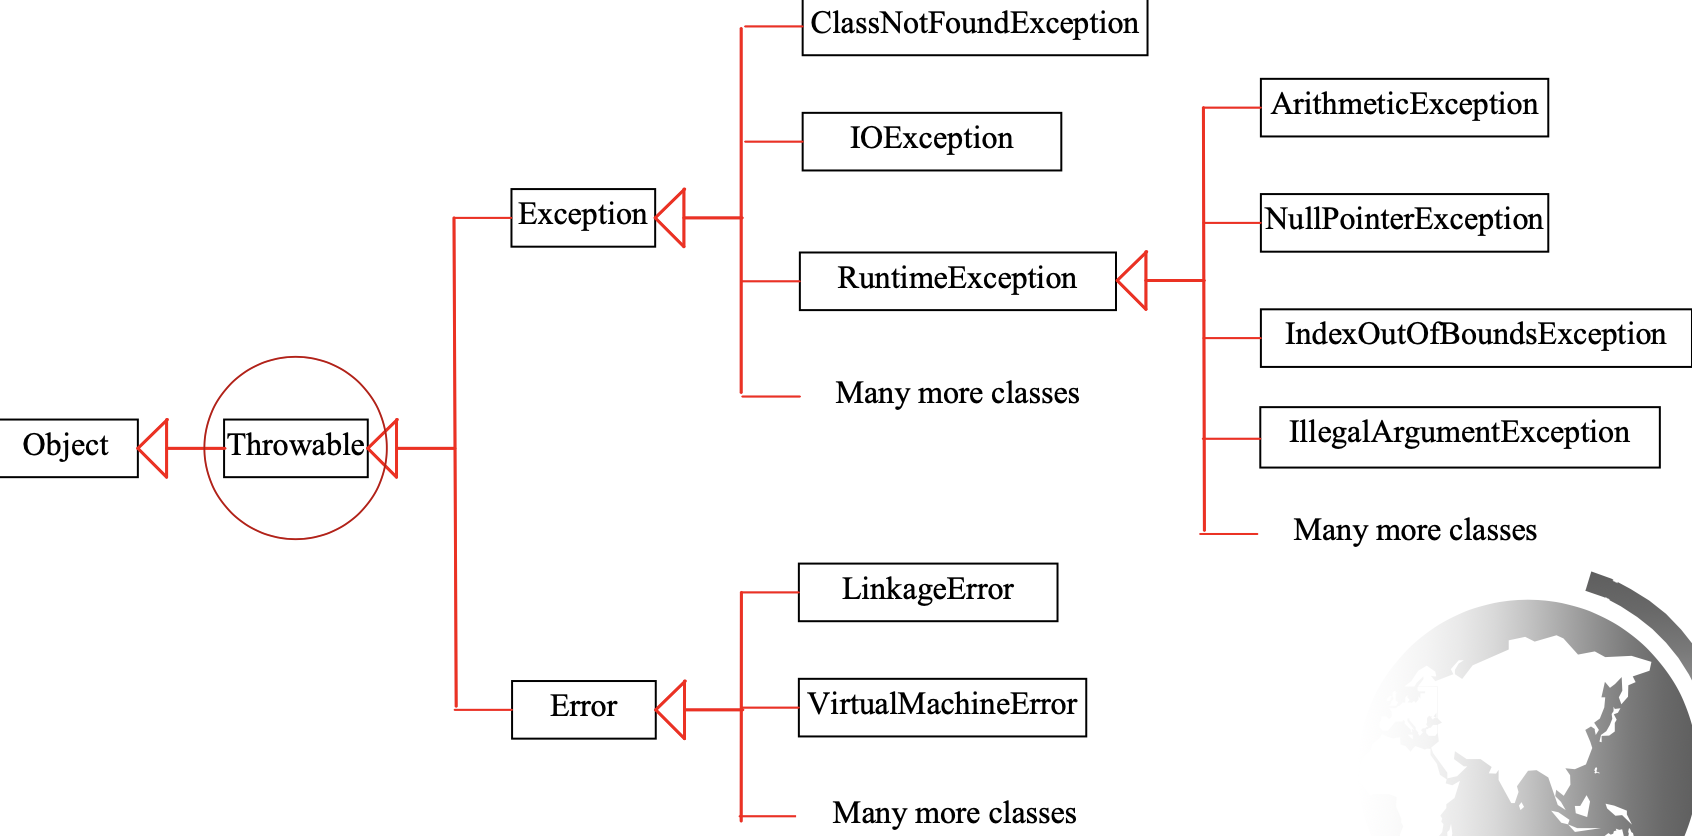 ClassNotFoundException
ArithmeticException
IOException
NullPointerException
Exception
RuntimeException
IndexOutOfBoundsException
Many more classes
IllegalArgumentException
Object
Throwable
Many more classes
LinkageError
Error
VirtualMachineError
Many more classes